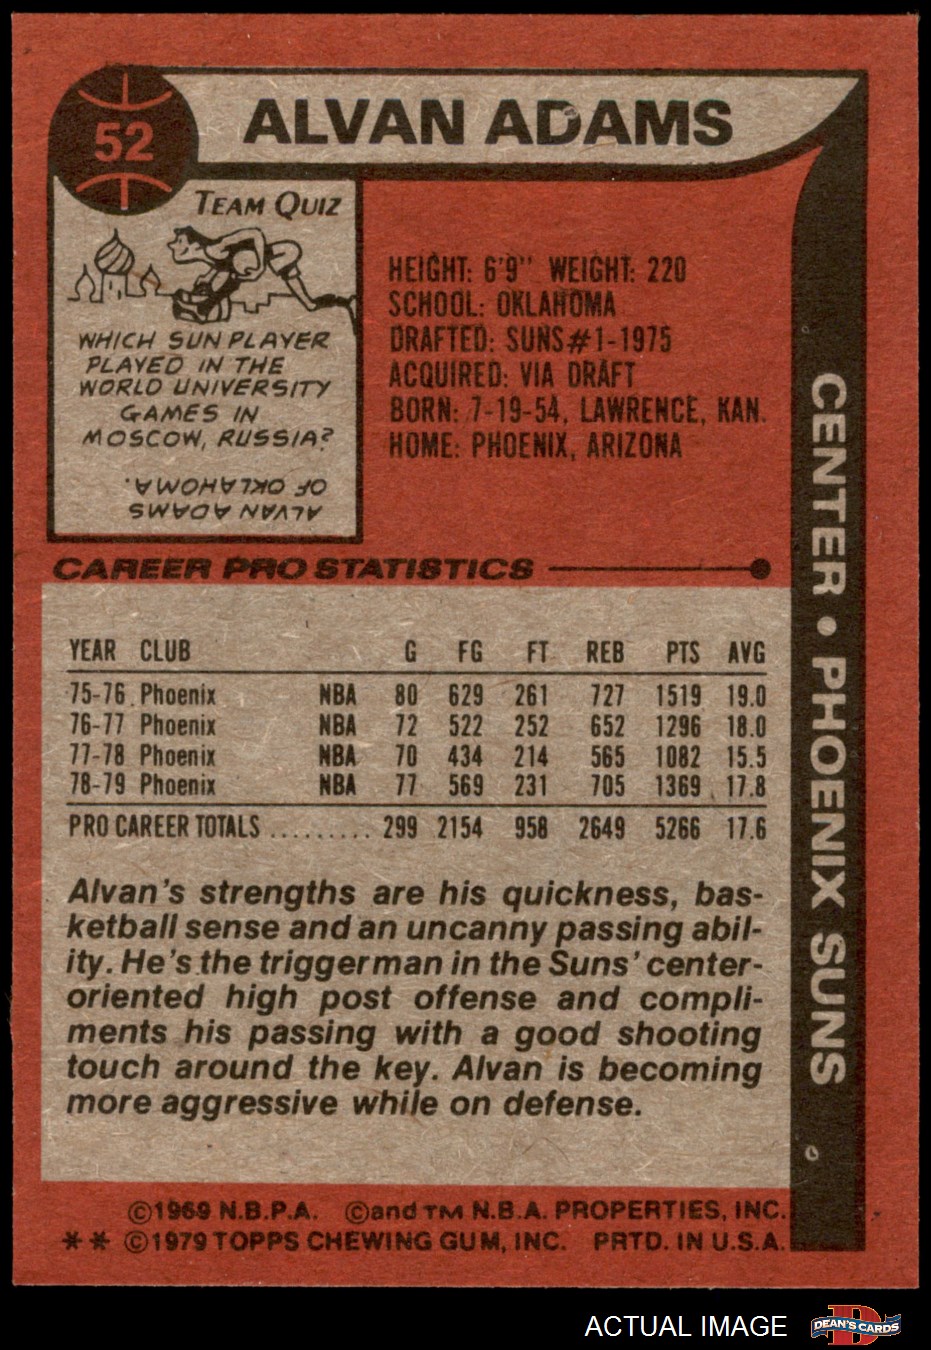 52
ALVAN ADAMS
TEAM QUIZ
WHICH SUN PLAYER
PLAYED IN THE
WORLD UNIVERSITY
GAMES IN
MOSCOW, RUSSIA?
ALVAN ADAMS
OF OKLAHOMA.
HEIGHT: 6'9" WEIGHT: 220
SCHOOL: OKLAHOMA
DRAFTED: SUNS#1-1975
ACQUIRED: VIA DRAFT
BORN: 7-19-54, LAWRENCE, KAN.
HOME: PHOENIX, ARIZONA
CENTER • PHOENIX SUNS
CAREER PRO STATISTICS
YEAR CLUB G FG FT REB PTS AVG
75-76 Phoenix NBA 80 629 261 727 1519 19.0
76-77 Phoenix NBA 72 522 252 652 1296 18.0
77-78 Phoenix NBA 70 434 214 565 1082 15.5
78-79 Phoenix NBA 77 569 231 705 1369 17.8
PRO CAREER TOTALS ......... 299 2154 958 2649 5266 17.6
Alvan's strengths are his quickness, bas-
ketball sense and an uncanny passing abil-
ity. He's the triggerman in the Suns' center-
oriented high post offense and compli-
ments his passing with a good shooting
touch around the key. Alvan is becoming
more aggressive while on defense.
©1969 N.B.P.A. ©and TM N.B.A. PROPERTIES, INC.
** ©1979 TOPPS CHEWING GUM, INC. PRTD. IN U.S.A.
ACTUAL IMAGE
D
DEAN'S CARDS